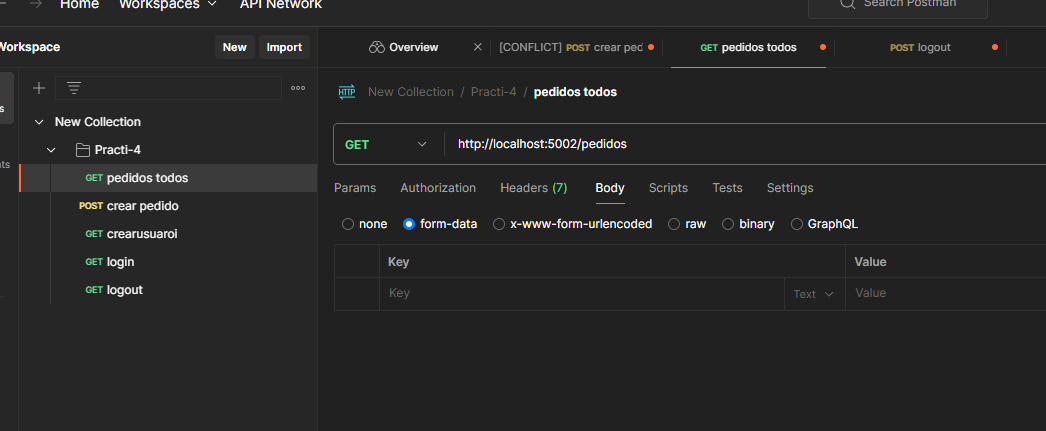 Home Workspaces API Network Search Postman
Workspace New Import
Overview [CONFLICT] POST crear ped GET pedidos todos POST logout
HTTP New Collection / Practi-4 / pedidos todos
New Collection
Practi-4
GET pedidos todos
POST crear pedido
GET crearusuaroi
GET login
GET logout
GET http://localhost:5002/pedidos
Params Authorization Headers (7) Body Scripts Tests Settings
none form-data x-www-form-urlencoded raw binary GraphQL
Key Value
Key Text Value